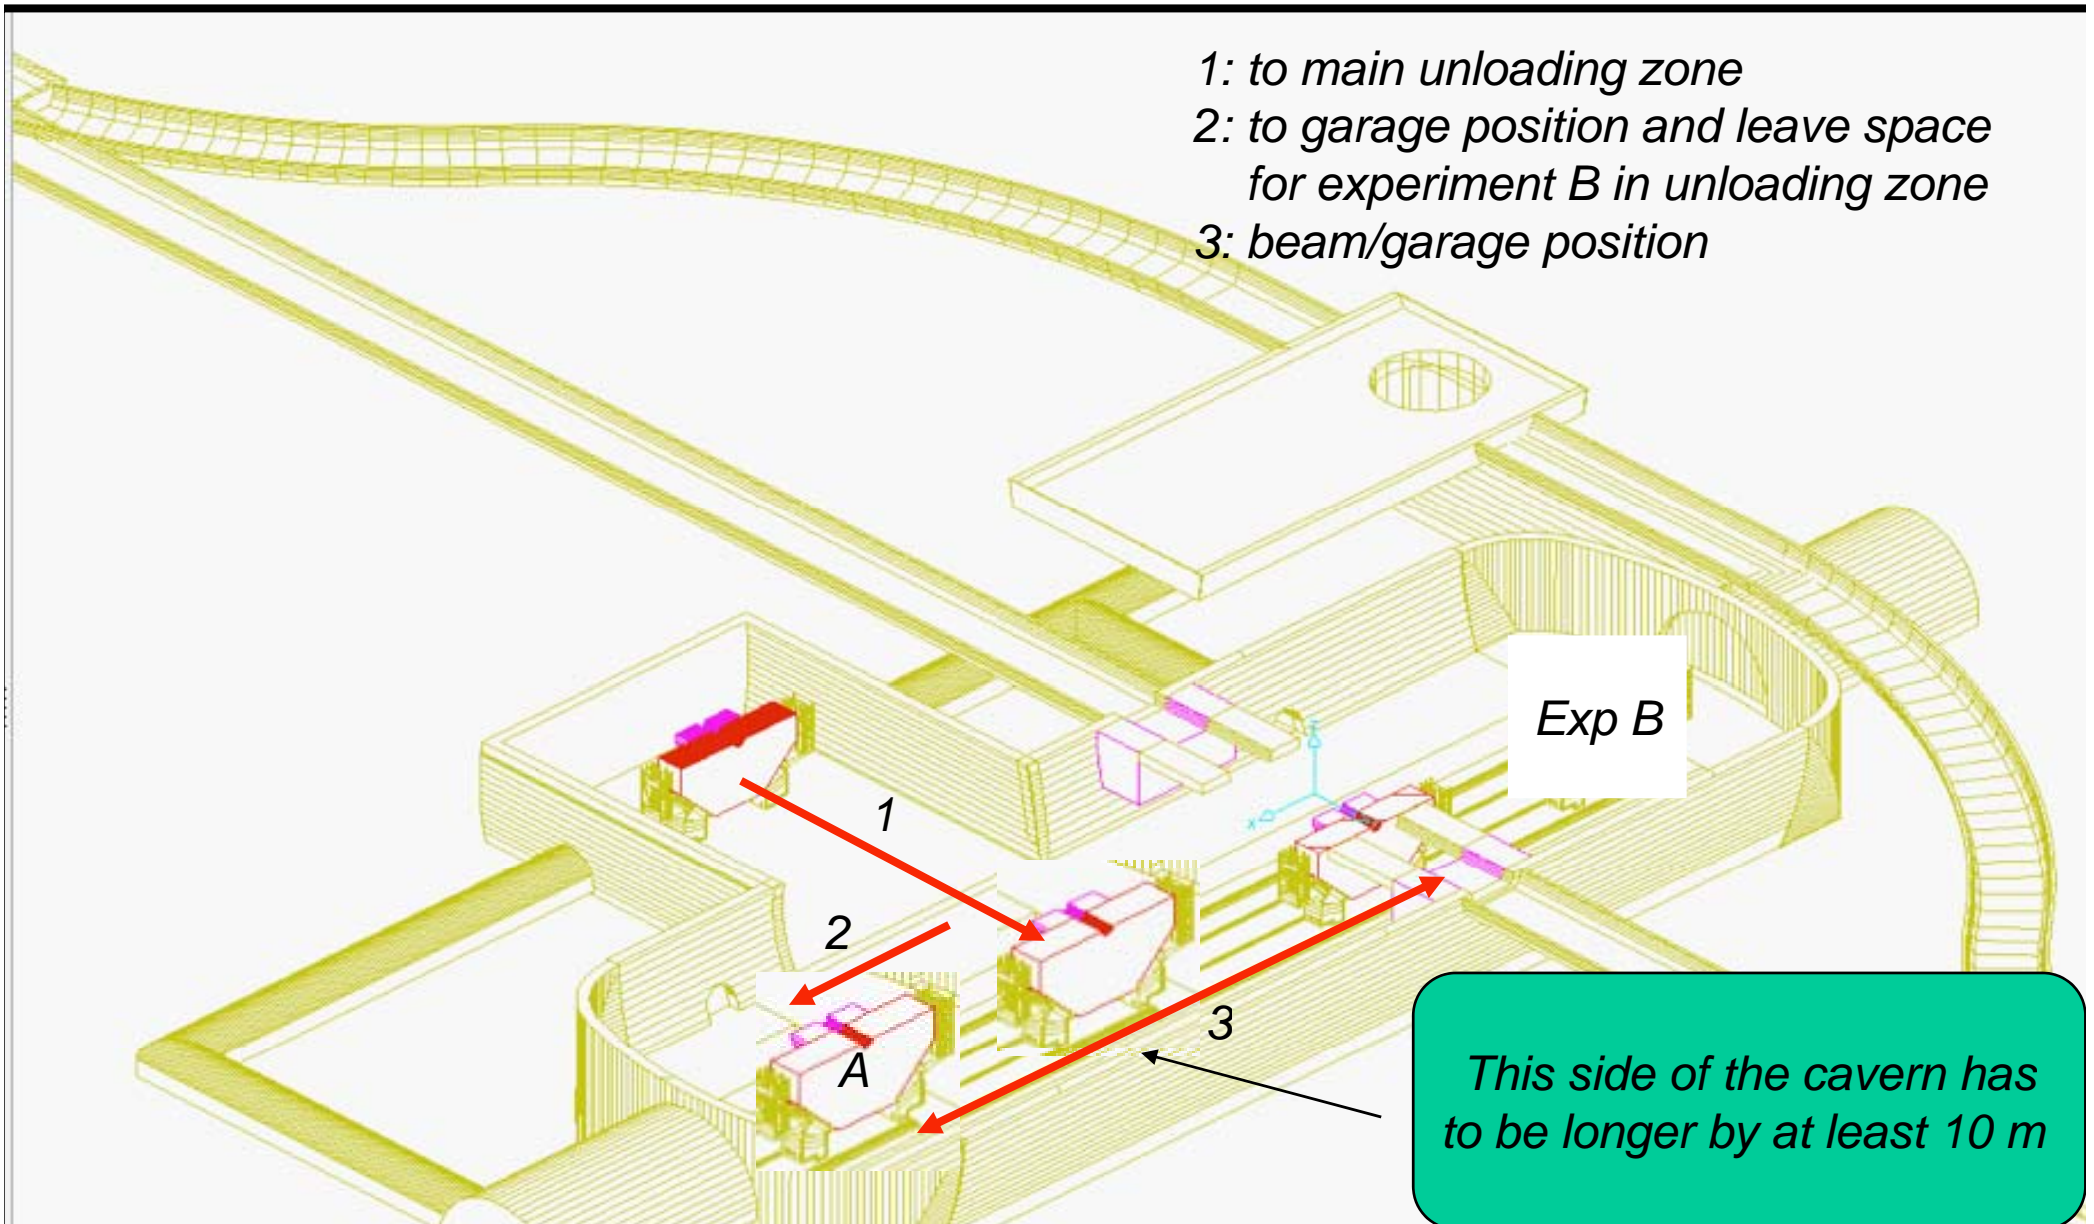 1: to main unloading zone
2: to garage position and leave space
for experiment B in unloading zone
3: beam/garage position
Exp B
z
x
1
2
3
A
This side of the cavern has
to be longer by at least 10 m